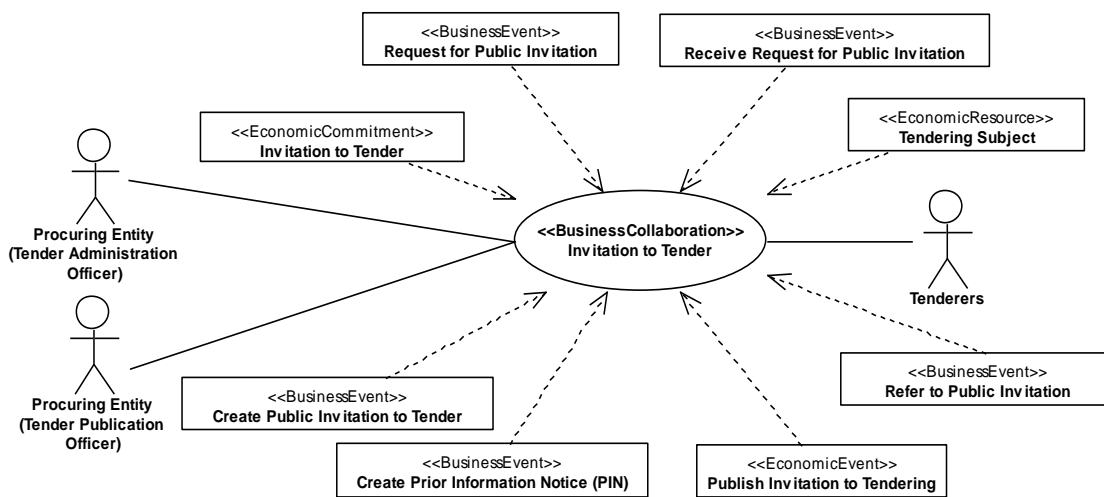 <<BusinessEvent>>
Request for Public Invitation
<<BusinessEvent>>
Receive Request for Public Invitation
<<EconomicCommitment>>
Invitation to Tender
<<EconomicResource>>
Tendering Subject
Procuring Entity
(Tender Administration
Officer)
<<BusinessCollaboration>>
Invitation to Tender
Tenderers
Procuring Entity
(Tender Publication
Officer)
<<BusinessEvent>>
Create Public Invitation to Tender
<<BusinessEvent>>
Refer to Public Invitation
<<BusinessEvent>>
Create Prior Information Notice (PIN)
<<EconomicEvent>>
Publish Invitation to Tendering